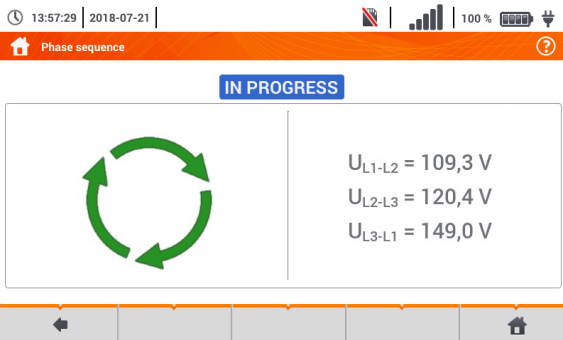 13:57:29 2018-07-21 100 %
Phase sequence ?
IN PROGRESS
UL1-L2 = 109,3 V
UL2-L3 = 120,4 V
UL3-L1 = 149,0 V